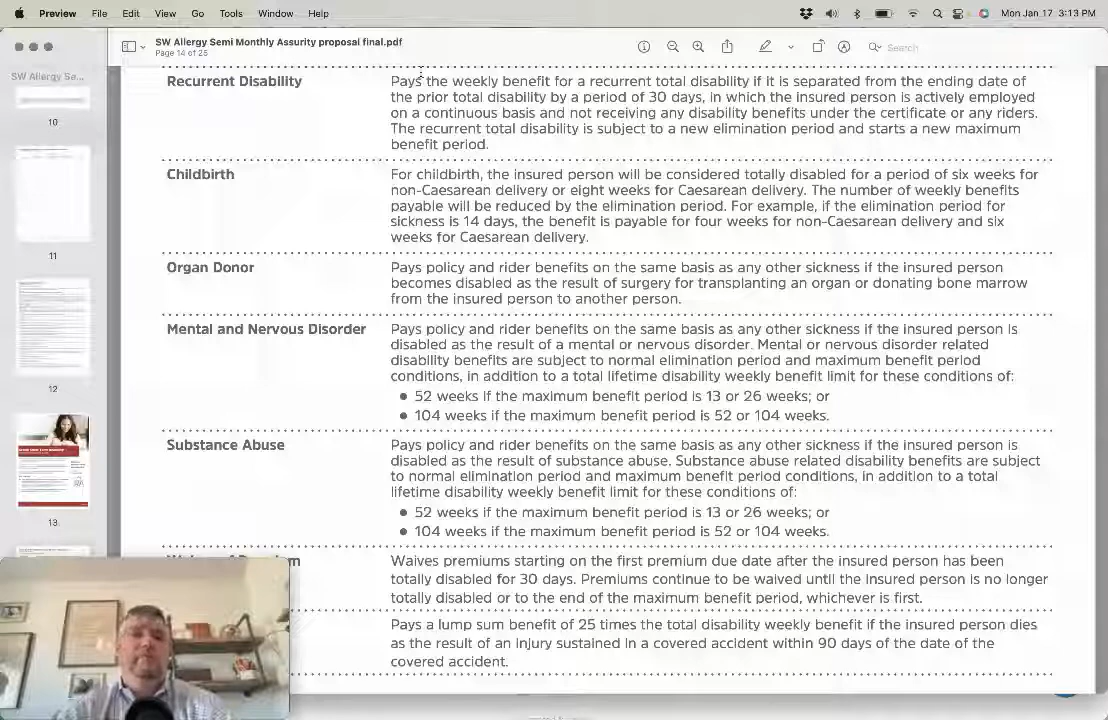 Preview File Edit View Go Tools Window Help Mon Jan 17 3:13 PM
SW Allergy Semi Monthly Assurity proposal final.pdf
Page 14 of 25
Search
SW Allergy Se...
10
11
12
13
Recurrent Disability
Pays the weekly benefit for a recurrent total disability if it is separated from the ending date of
the prior total disability by a period of 30 days, in which the insured person is actively employed
on a continuous basis and not receiving any disability benefits under the certificate or any riders.
The recurrent total disability is subject to a new elimination period and starts a new maximum
benefit period.
Childbirth
For childbirth, the insured person will be considered totally disabled for a period of six weeks for
non-Caesarean delivery or eight weeks for Caesarean delivery. The number of weekly benefits
payable will be reduced by the elimination period. For example, if the elimination period for
sickness is 14 days, the benefit is payable for four weeks for non-Caesarean delivery and six
weeks for Caesarean delivery.
Organ Donor
Pays policy and rider benefits on the same basis as any other sickness if the insured person
becomes disabled as the result of surgery for transplanting an organ or donating bone marrow
from the insured person to another person.
Mental and Nervous Disorder
Pays policy and rider benefits on the same basis as any other sickness if the insured person is
disabled as the result of a mental or nervous disorder. Mental or nervous disorder related
disability benefits are subject to normal elimination period and maximum benefit period
conditions, in addition to a total lifetime disability weekly benefit limit for these conditions of:
● 52 weeks if the maximum benefit period is 13 or 26 weeks; or
● 104 weeks if the maximum benefit period is 52 or 104 weeks.
Substance Abuse
Pays policy and rider benefits on the same basis as any other sickness if the insured person is
disabled as the result of substance abuse. Substance abuse related disability benefits are subject
to normal elimination period and maximum benefit period conditions, in addition to a total
lifetime disability weekly benefit limit for these conditions of:
● 52 weeks if the maximum benefit period is 13 or 26 weeks; or
● 104 weeks if the maximum benefit period is 52 or 104 weeks.
Waives premiums starting on the first premium due date after the insured person has been
totally disabled for 30 days. Premiums continue to be waived until the insured person is no longer
totally disabled or to the end of the maximum benefit period, whichever is first.
Pays a lump sum benefit of 25 times the total disability weekly benefit if the insured person dies
as the result of an injury sustained in a covered accident within 90 days of the date of the
covered accident.